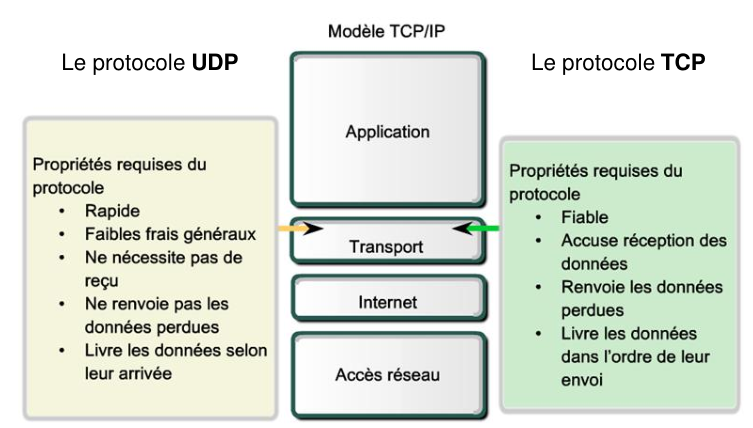 Modèle TCP/IP
Le protocole UDP
Propriétés requises du
protocole
• Rapide
• Faibles frais généraux
• Ne nécessite pas de
reçu
• Ne renvoie pas les
données perdues
• Livre les données selon
leur arrivée
Application
Transport
Internet
Accès réseau
Le protocole TCP
Propriétés requises du
protocole
• Fiable
• Accuse réception des
données
• Renvoie les données
perdues
• Livre les données
dans l'ordre de leur
envoi